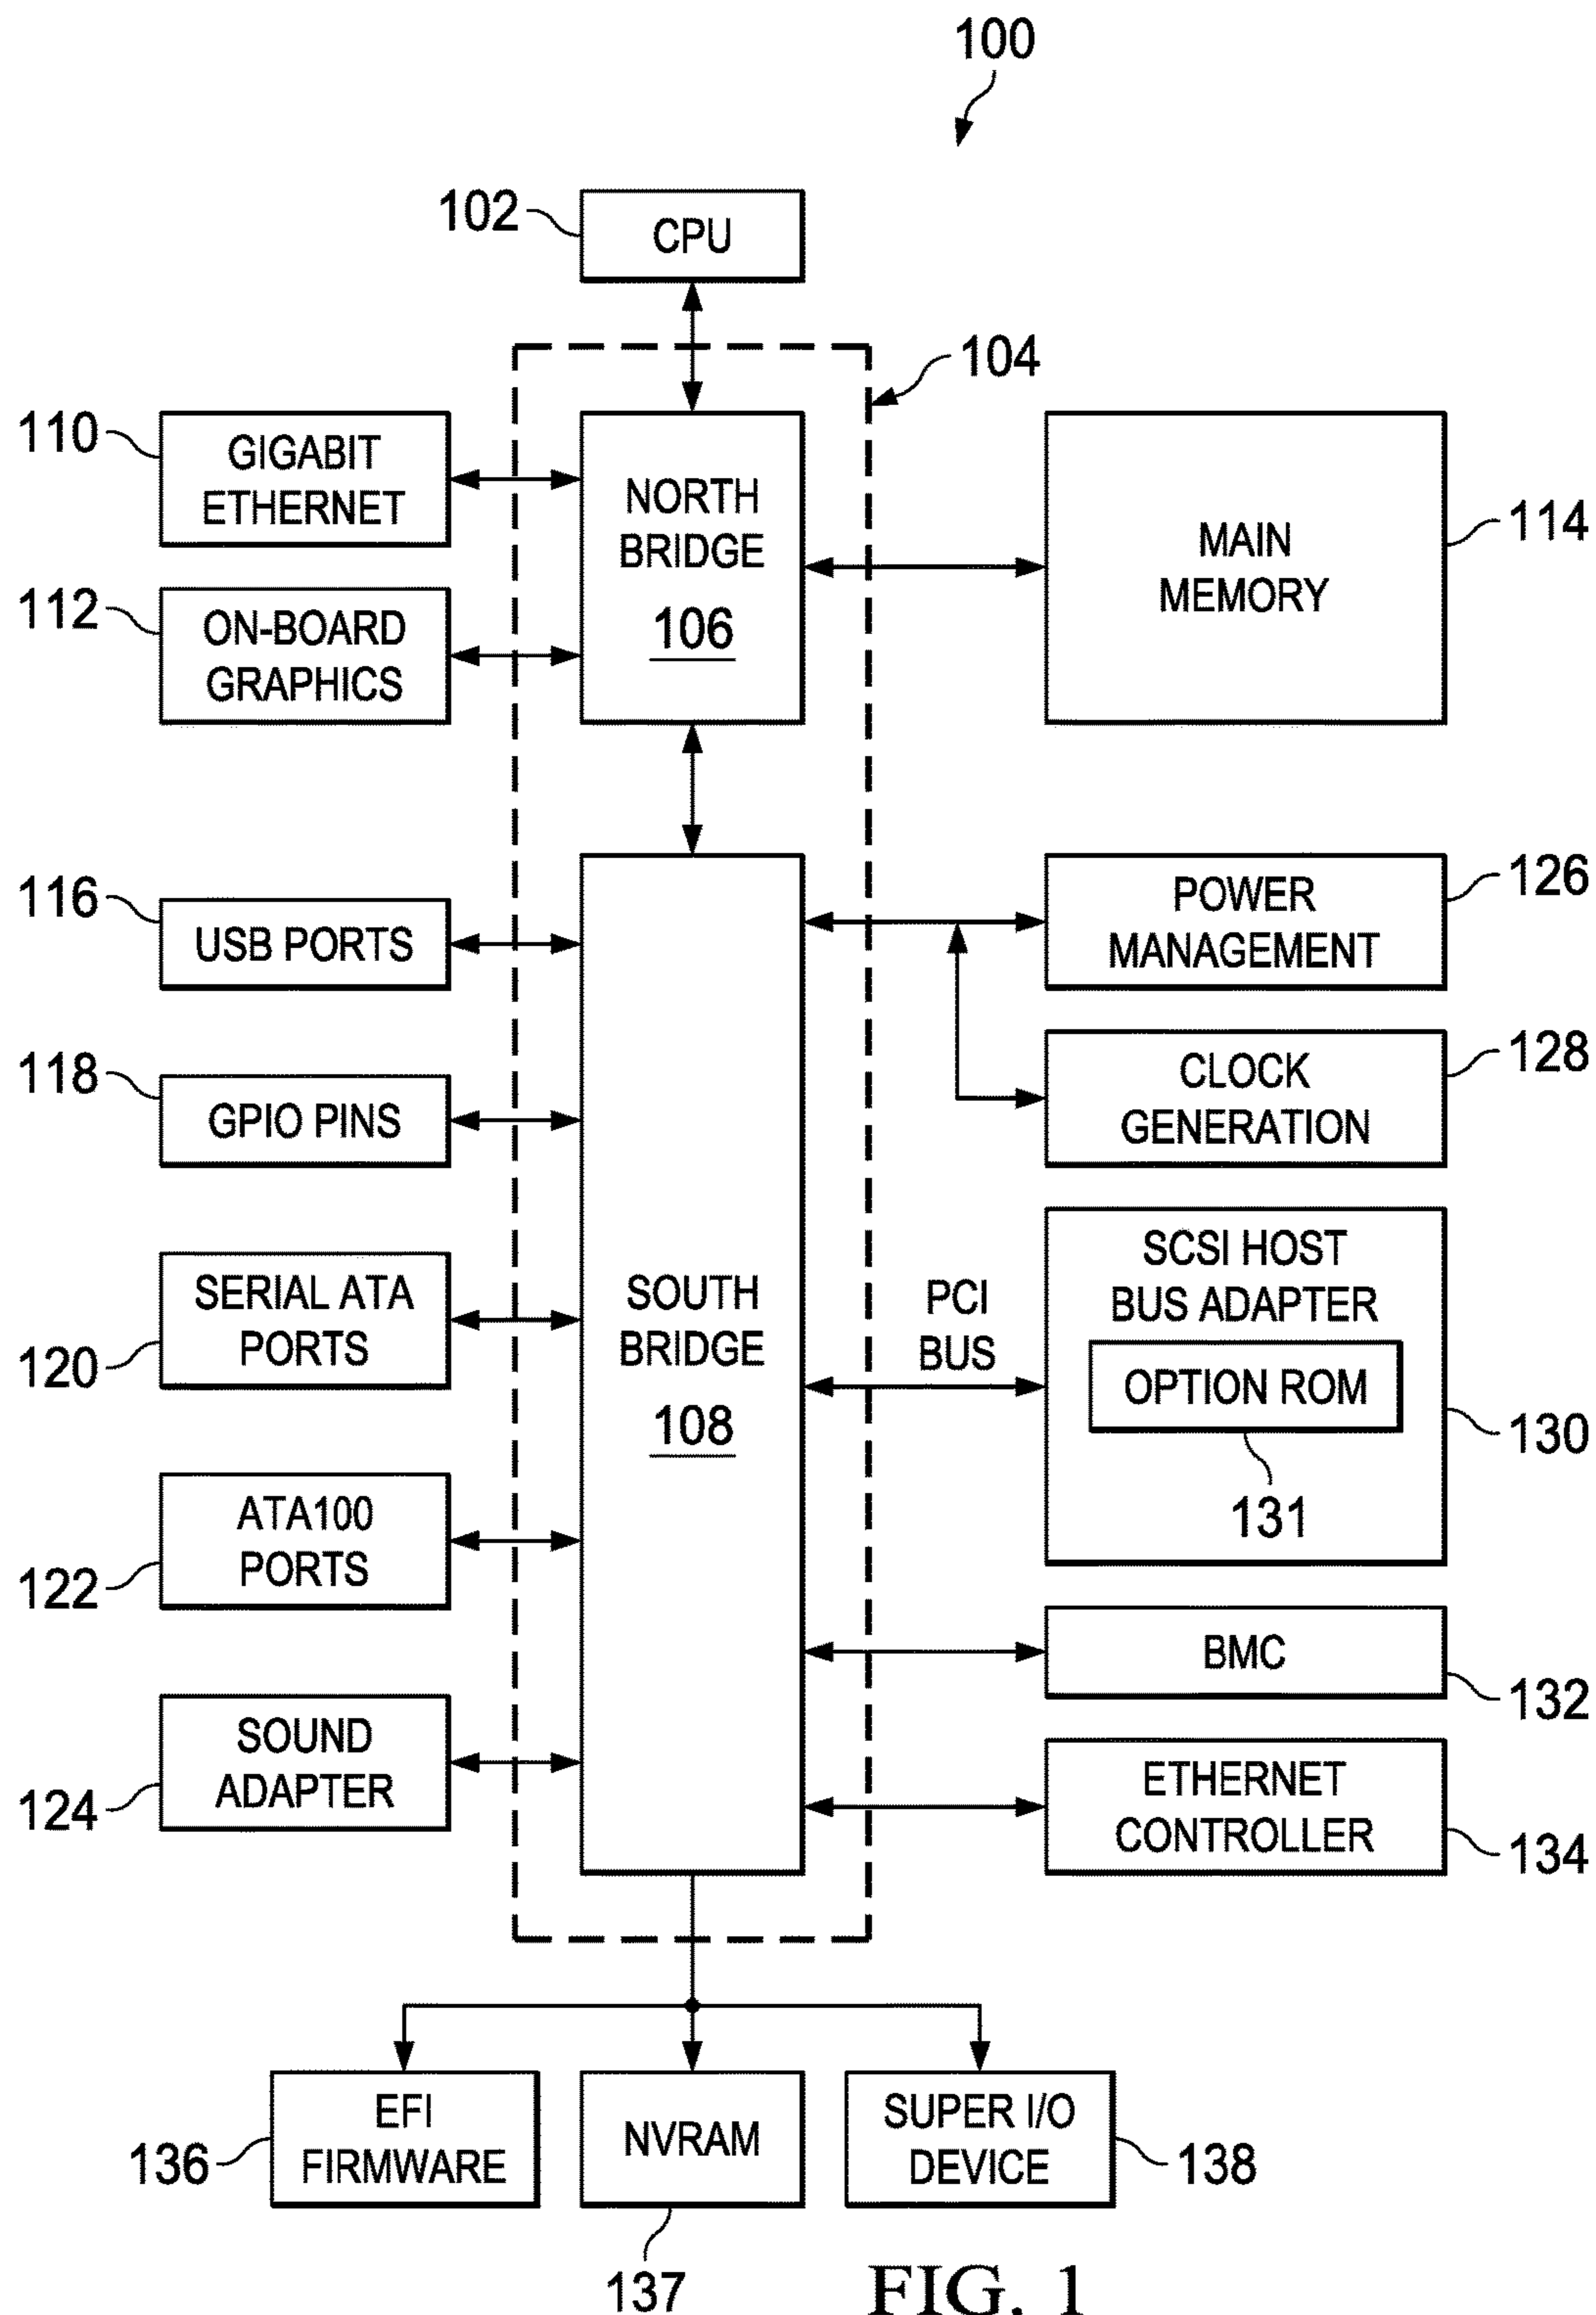 100
102
CPU
104
110
GIGABIT
ETHERNET
NORTH
BRIDGE
106
MAIN
MEMORY
114
112
ON-BOARD
GRAPHICS
116
USB PORTS
POWER
MANAGEMENT
126
118
GPIO PINS
CLOCK
GENERATION
128
SERIAL ATA
PORTS
120
SOUTH
BRIDGE
108
PCI
BUS
SCSI HOST
BUS ADAPTER
OPTION ROM
131
130
ATA100
PORTS
122
BMC
132
SOUND
ADAPTER
124
ETHERNET
CONTROLLER
134
EFI
FIRMWARE
136
NVRAM
137
SUPER I/O
DEVICE
138
FIG. 1